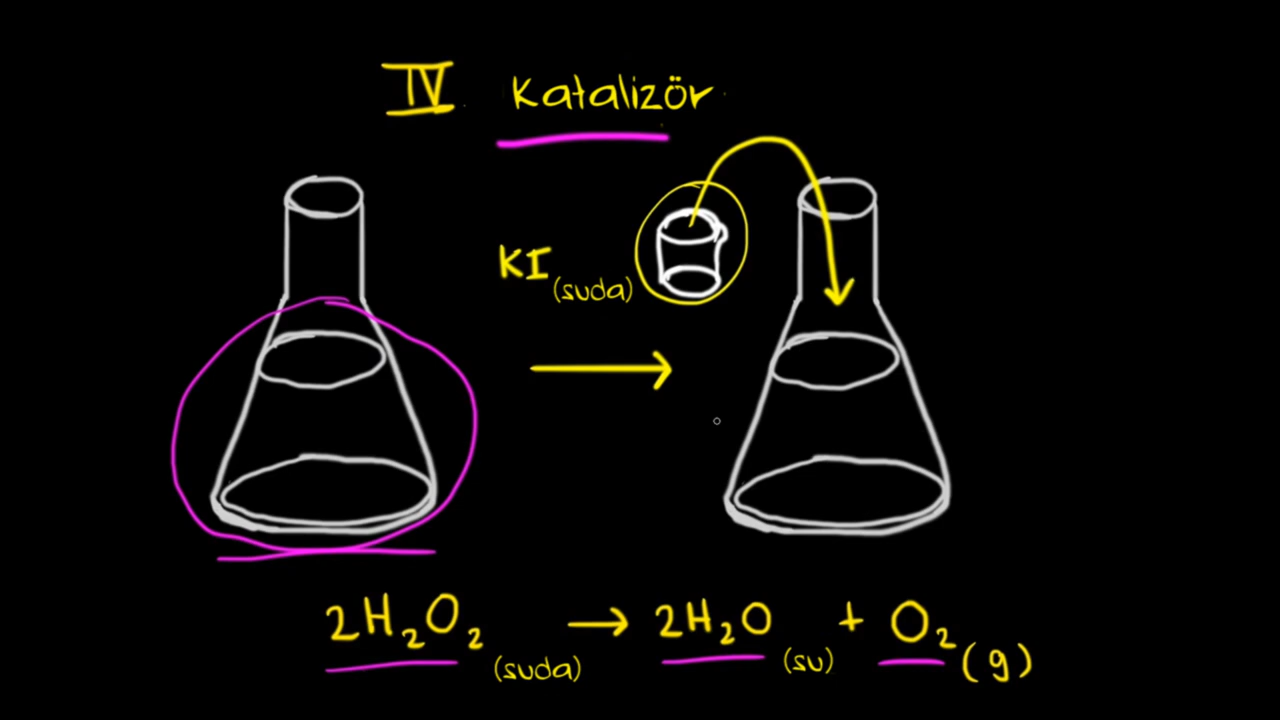 IV Katalizör
KI(suda)
2H₂O₂(suda) → 2H₂O(su) + O₂(g)